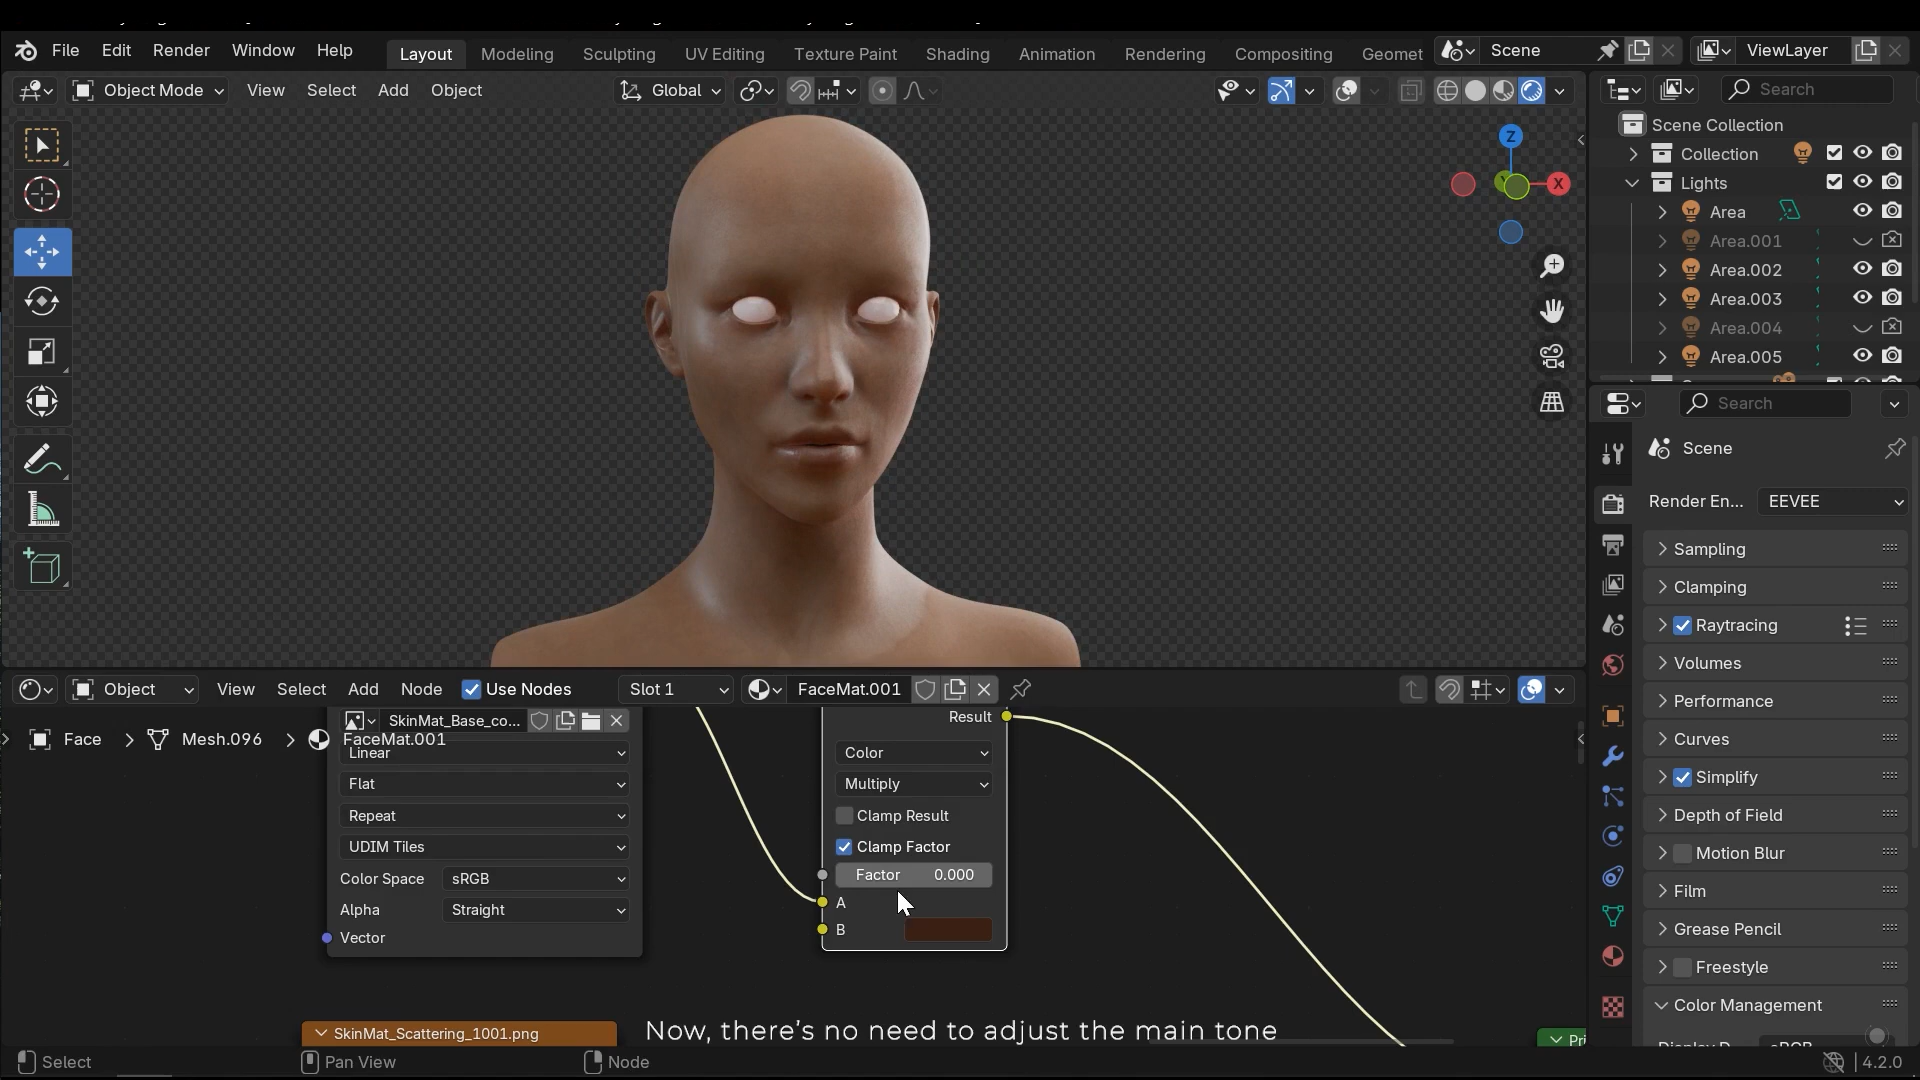 File Edit Render Window Help Layout Modeling Sculpting UV Editing Texture Paint Shading Animation Rendering Compositing Geomet Scene ViewLayer
Object Mode View Select Add Object Global Search
Z
X
Scene Collection
Collection
Lights
Area
Area.001
Area.002
Area.003
Area.004
Area.005
Search
Scene
Render En... EEVEE
Sampling
Clamping
Raytracing
Volumes
Performance
Curves
Simplify
Depth of Field
Motion Blur
Film
Grease Pencil
Freestyle
Color Management
sRGB
Object View Select Add Node Use Nodes Slot 1 FaceMat.001
SkinMat_Base_co...
Face Mesh.096 FaceMat.001
Linear
Flat
Repeat
UDIM Tiles
Color Space sRGB
Alpha Straight
Vector
Result
Color
Multiply
Clamp Result
Clamp Factor
Factor 0.000
A
B
SkinMat_Scattering_1001.png
Now, there's no need to adjust the main tone
Pri
Select Pan View Node 4.2.0